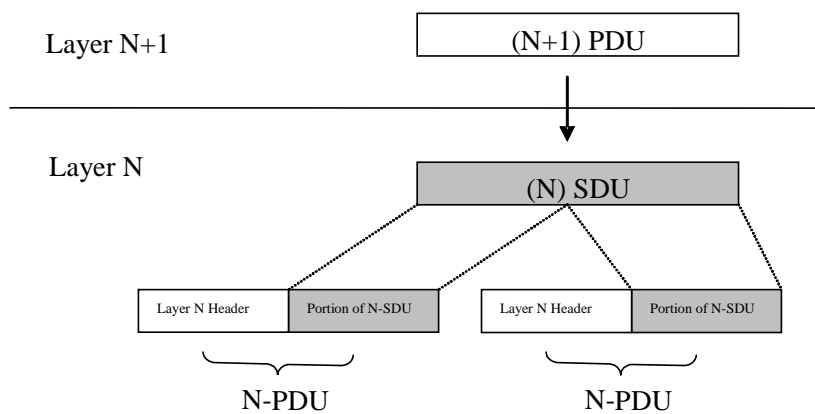 Layer N+1
(N+1) PDU
Layer N
(N) SDU
Layer N Header
Portion of N-SDU
Layer N Header
Portion of N-SDU
N-PDU
N-PDU